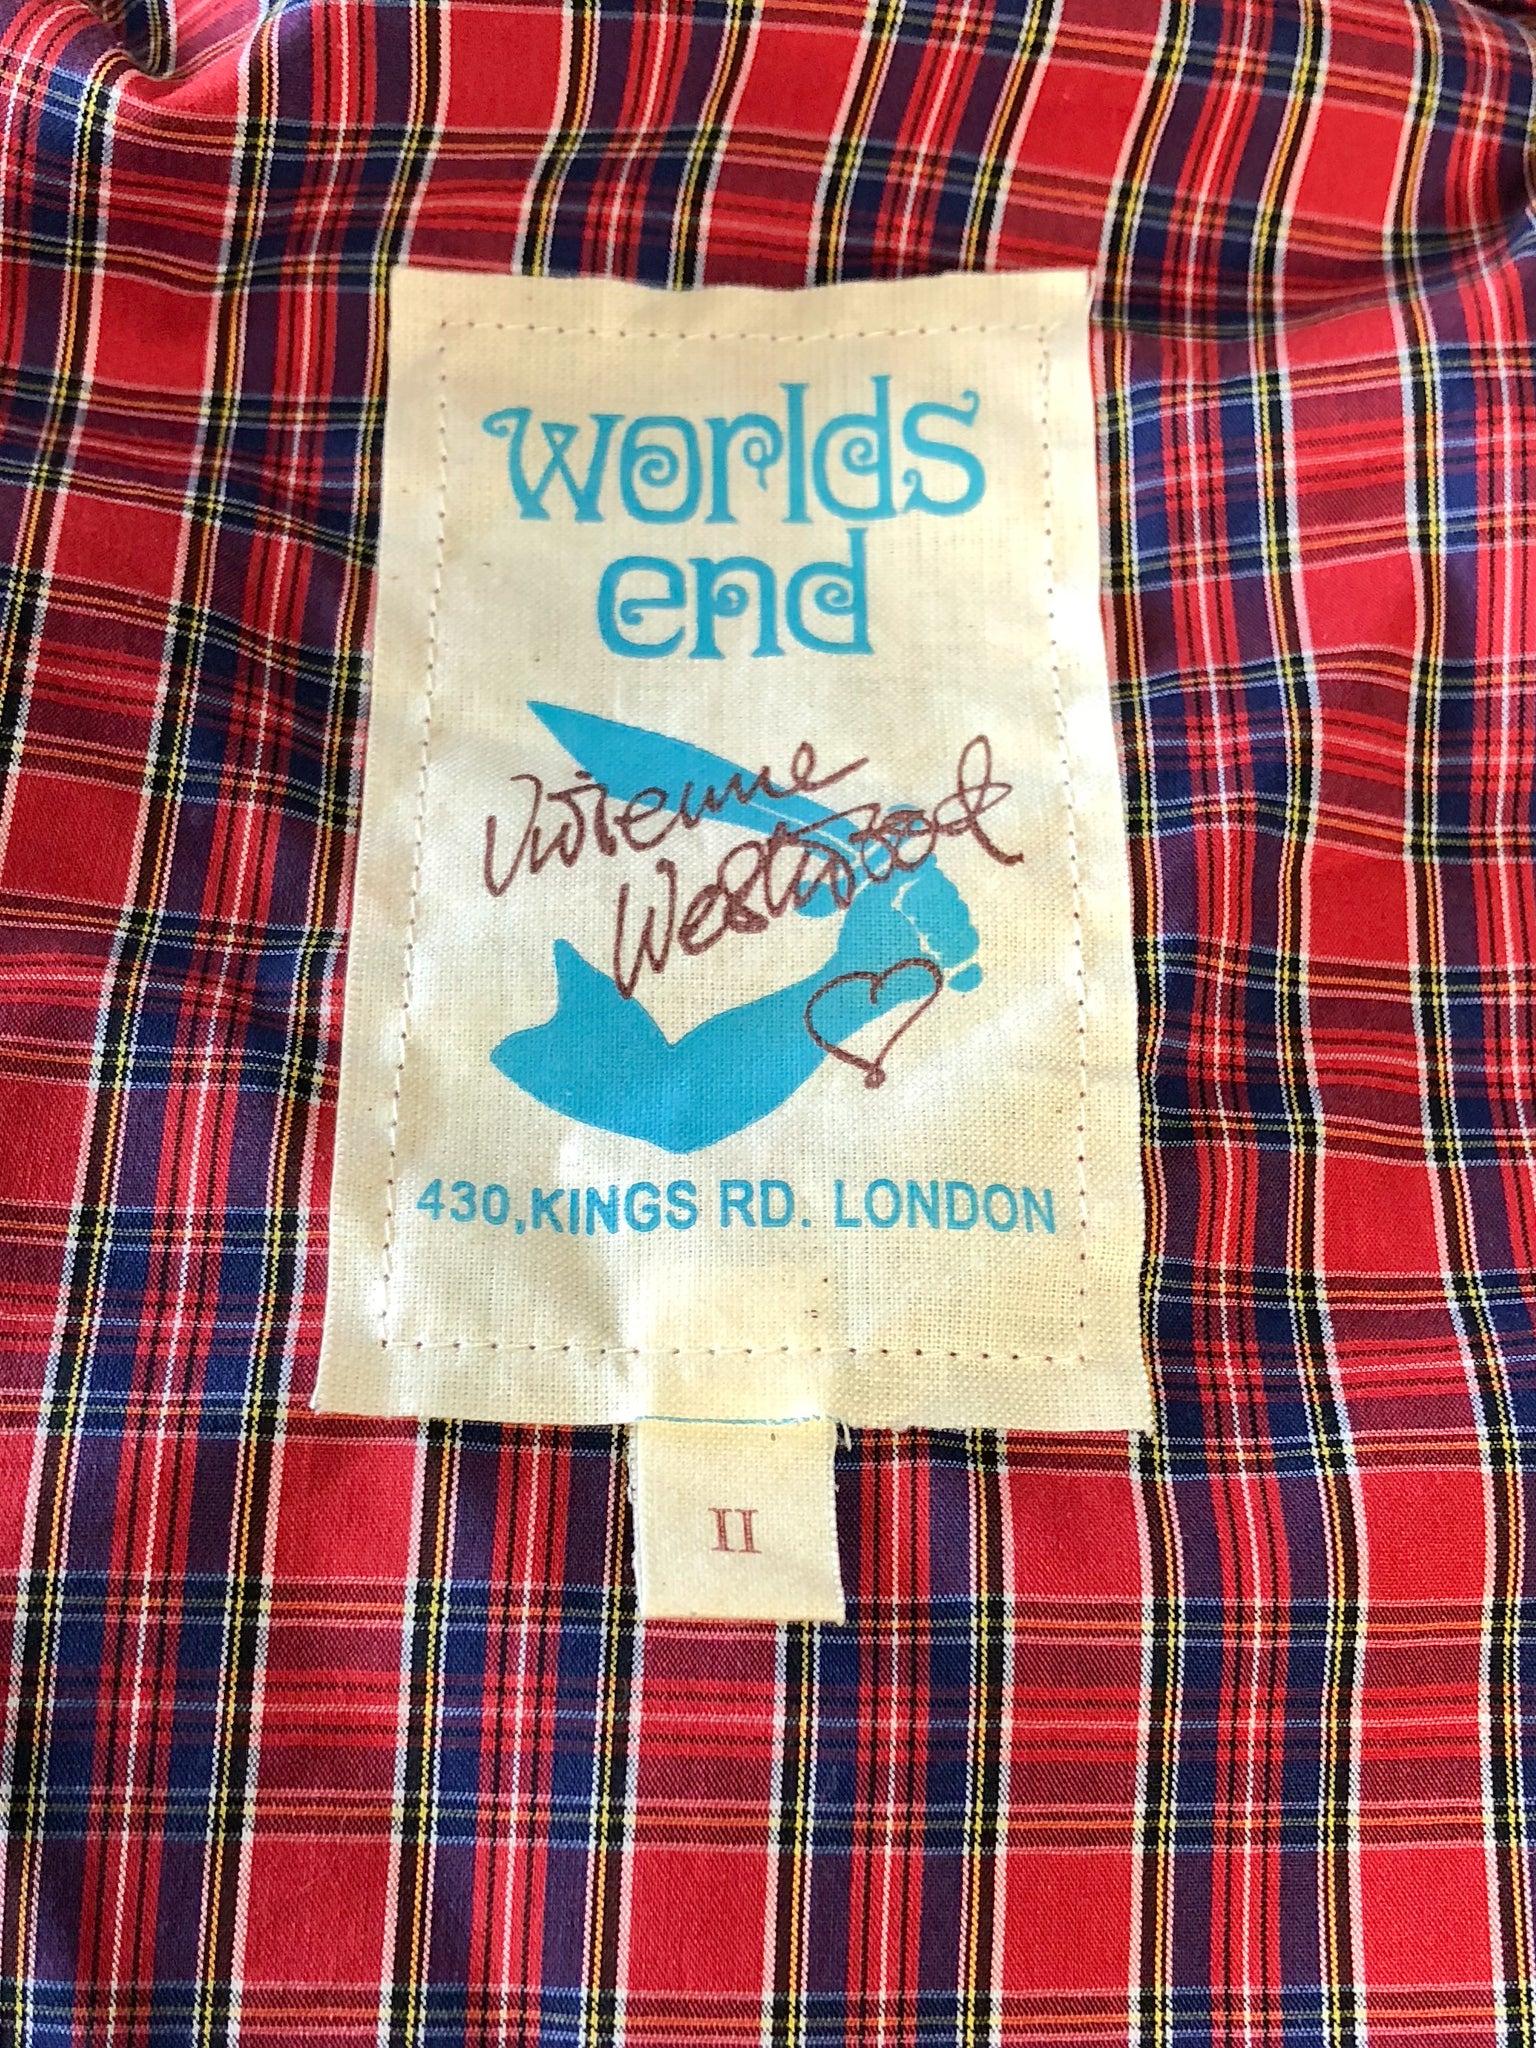 worlds
end
Vivienne
Westwood
430,KINGS RD. LONDON
II